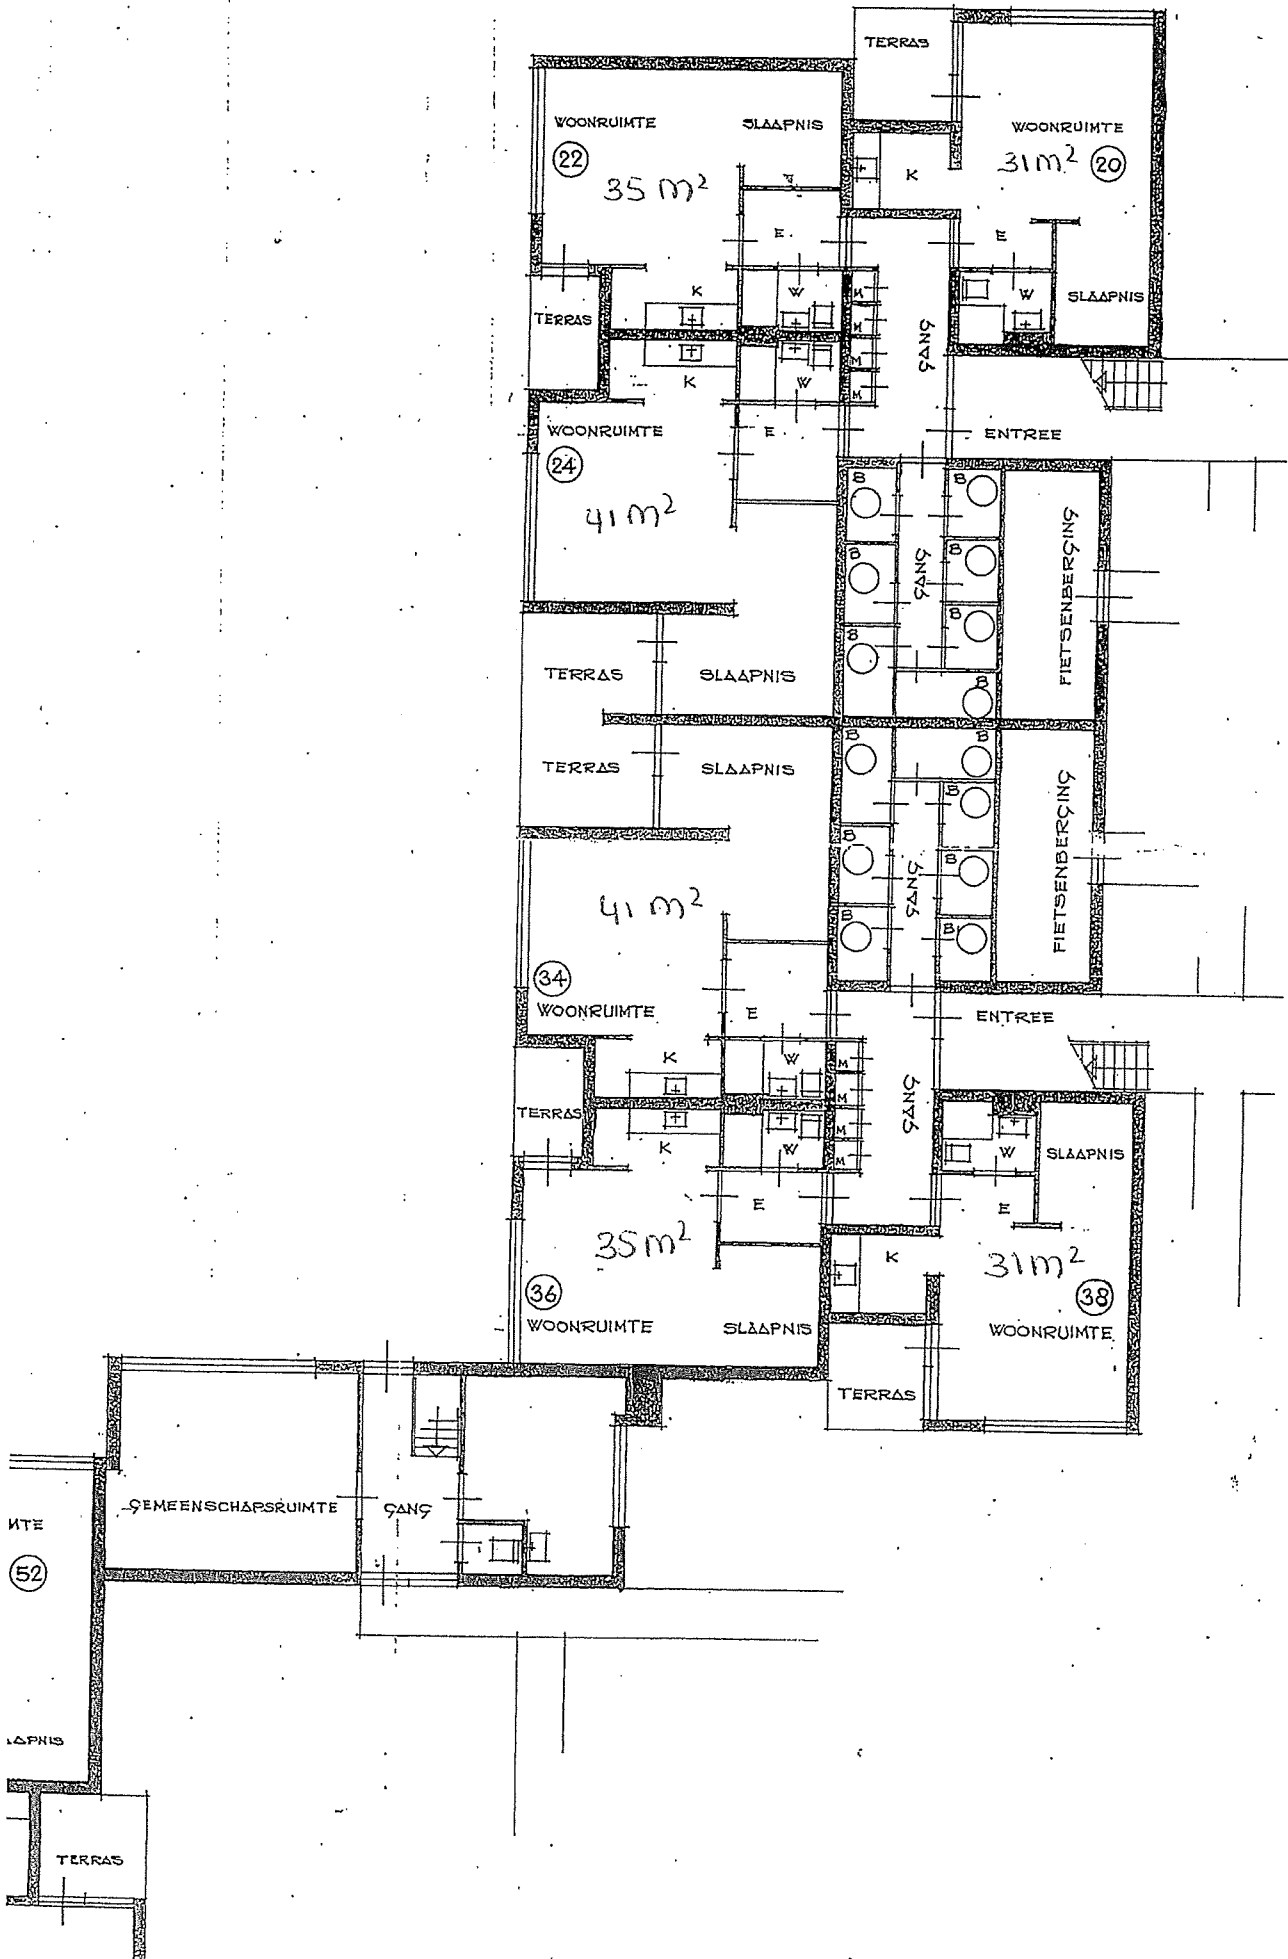 TERRAS
WOONRUIMTE
SLAAPNIS
22
35 m²
WOONRUIMTE
31 m²
20
K
E
E
K
W
M
M
M
M
W
SLAAPNIS
TERRAS
GANG
K
W
WOONRUIMTE
E
ENTREE
24
41 m²
B
B
B
B
B
B
B
GANG
FIETSENBERGING
TERRAS
SLAAPNIS
TERRAS
SLAAPNIS
B
B
B
B
B
B
B
GANG
FIETSENBERGING
41 m²
34
WOONRUIMTE
E
ENTREE
K
W
M
M
M
M
GANG
TERRAS
K
W
W
SLAAPNIS
E
E
35 m²
K
31 m²
36
38
WOONRUIMTE
SLAAPNIS
WOONRUIMTE
TERRAS
GEMEENSCHAPSRUIMTE
GANG
NTE
52
LAPNIS
TERRAS